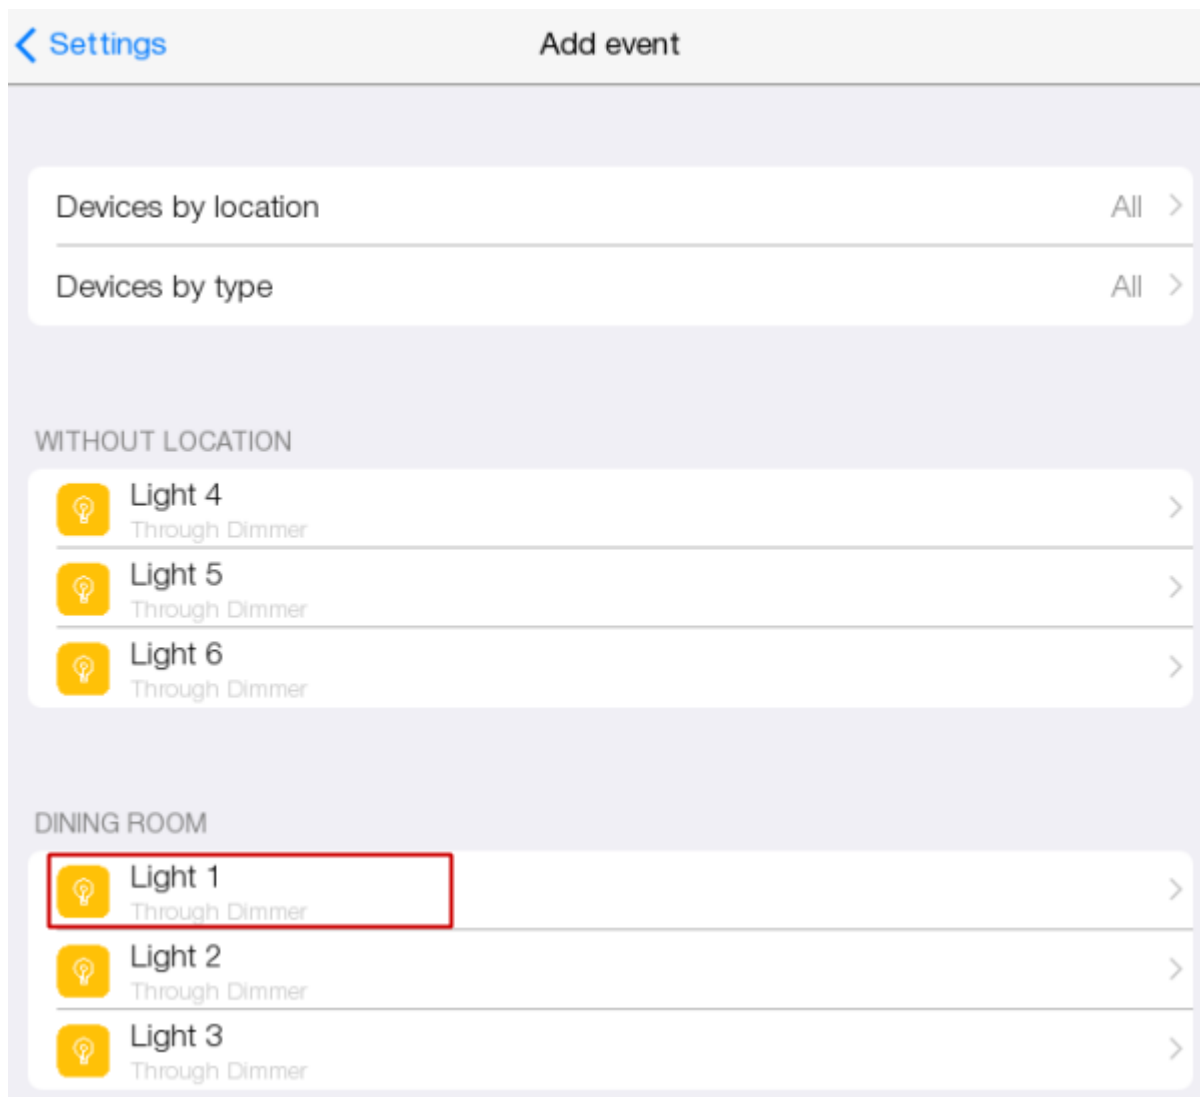 Settings
Add event
Devices by location
All
Devices by type
All
WITHOUT LOCATION
Light 4
Through Dimmer
Light 5
Through Dimmer
Light 6
Through Dimmer
DINING ROOM
Light 1
Through Dimmer
Light 2
Through Dimmer
Light 3
Through Dimmer